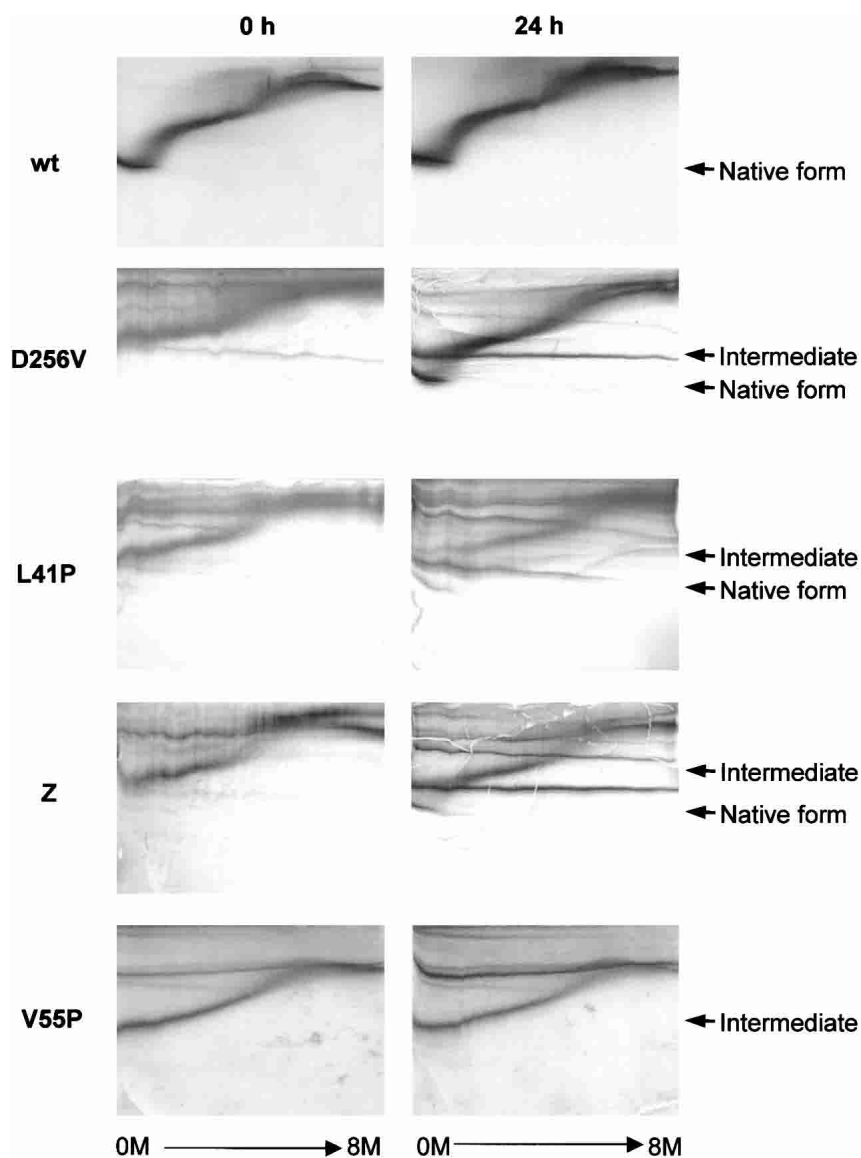 0 h 24 h
wt
Native form
D256V
Intermediate
Native form
L41P
Intermediate
Native form
Z
Intermediate
Native form
V55P
Intermediate
0M 8M 0M 8M